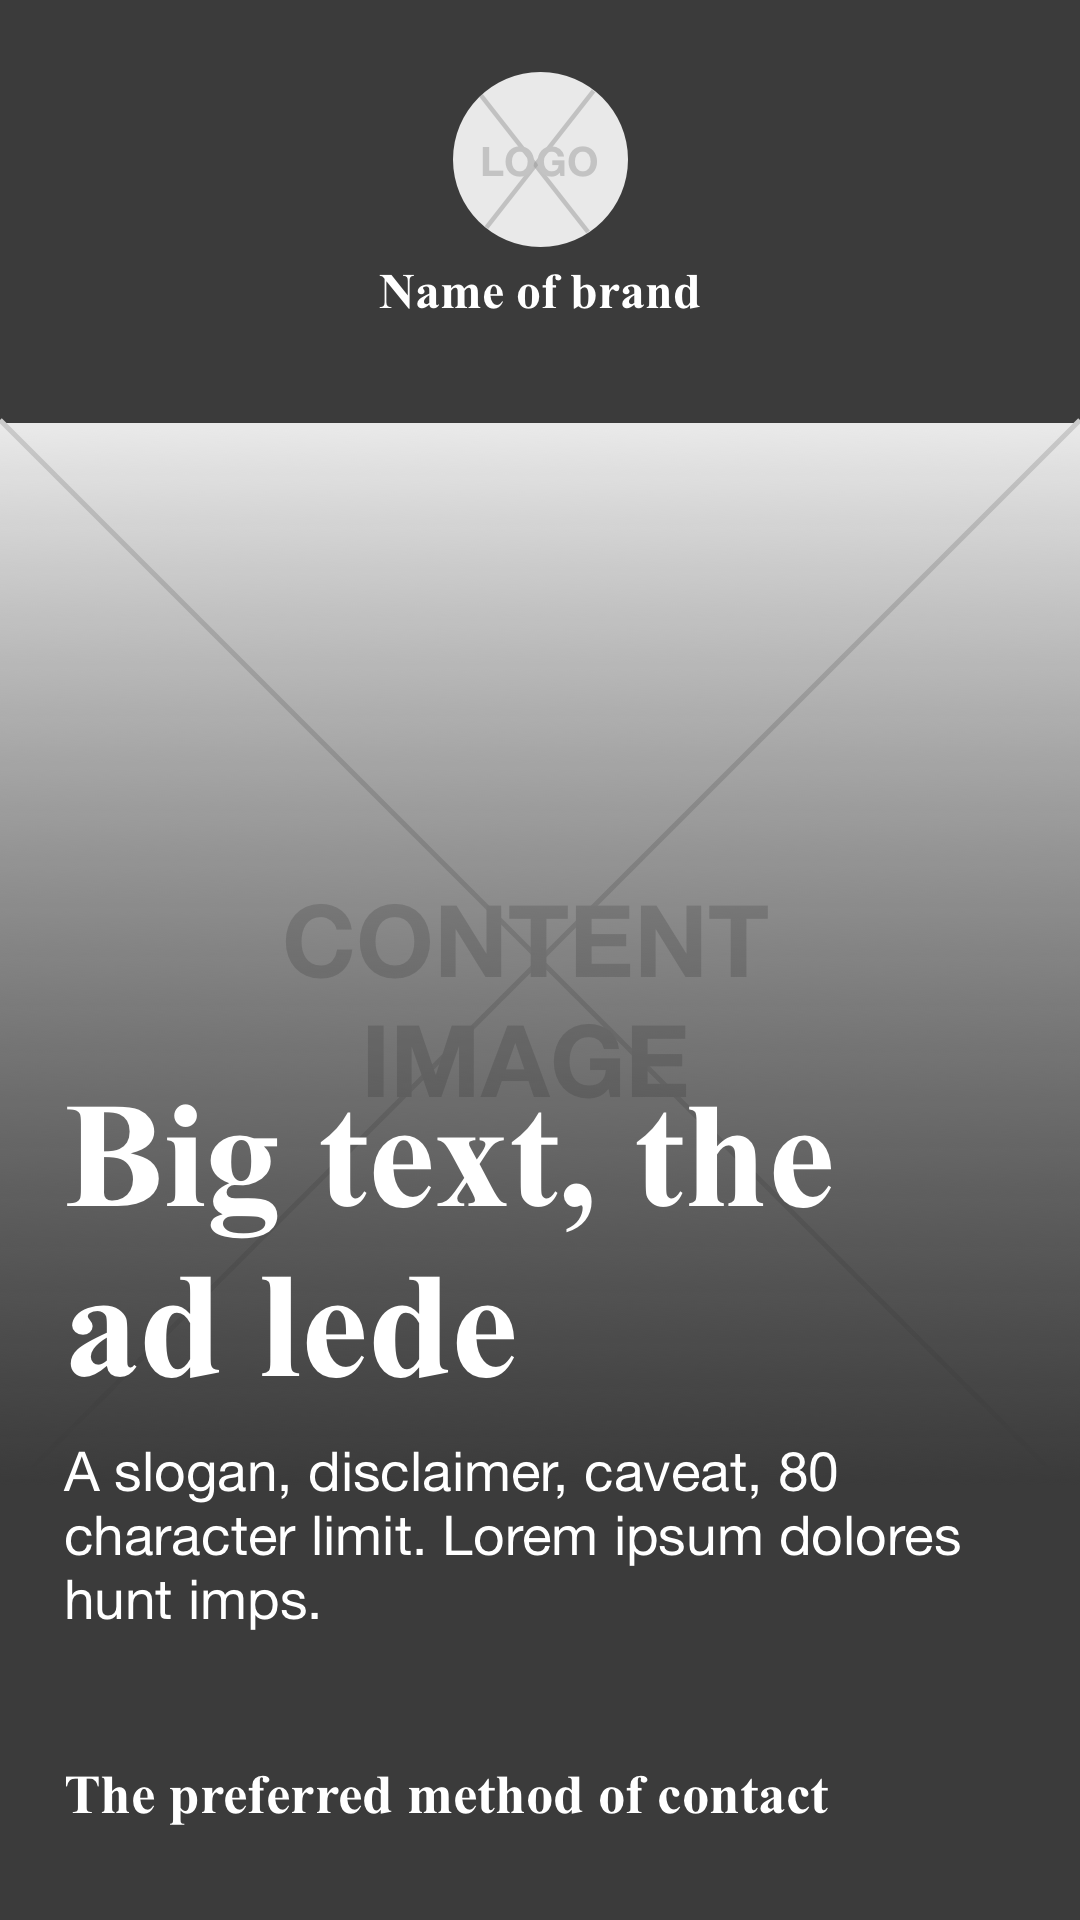 LOGO
Name of brand
CONTENT
IMAGE
Big text, the
ad lede
A slogan, disclaimer, caveat, 80
character limit. Lorem ipsum dolores
hunt imps.
The preferred method of contact